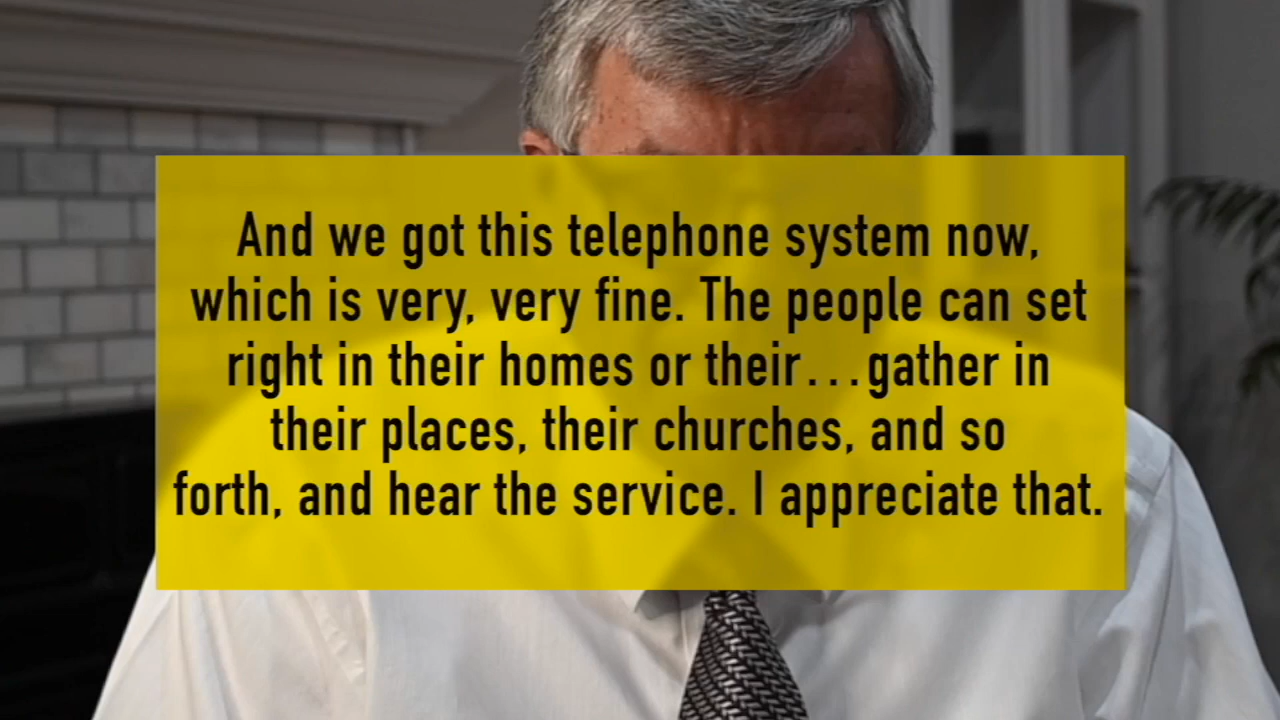 And we got this telephone system now,
which is very, very fine. The people can set
right in their homes or their...gather in
their places, their churches, and so
forth, and hear the service. I appreciate that.